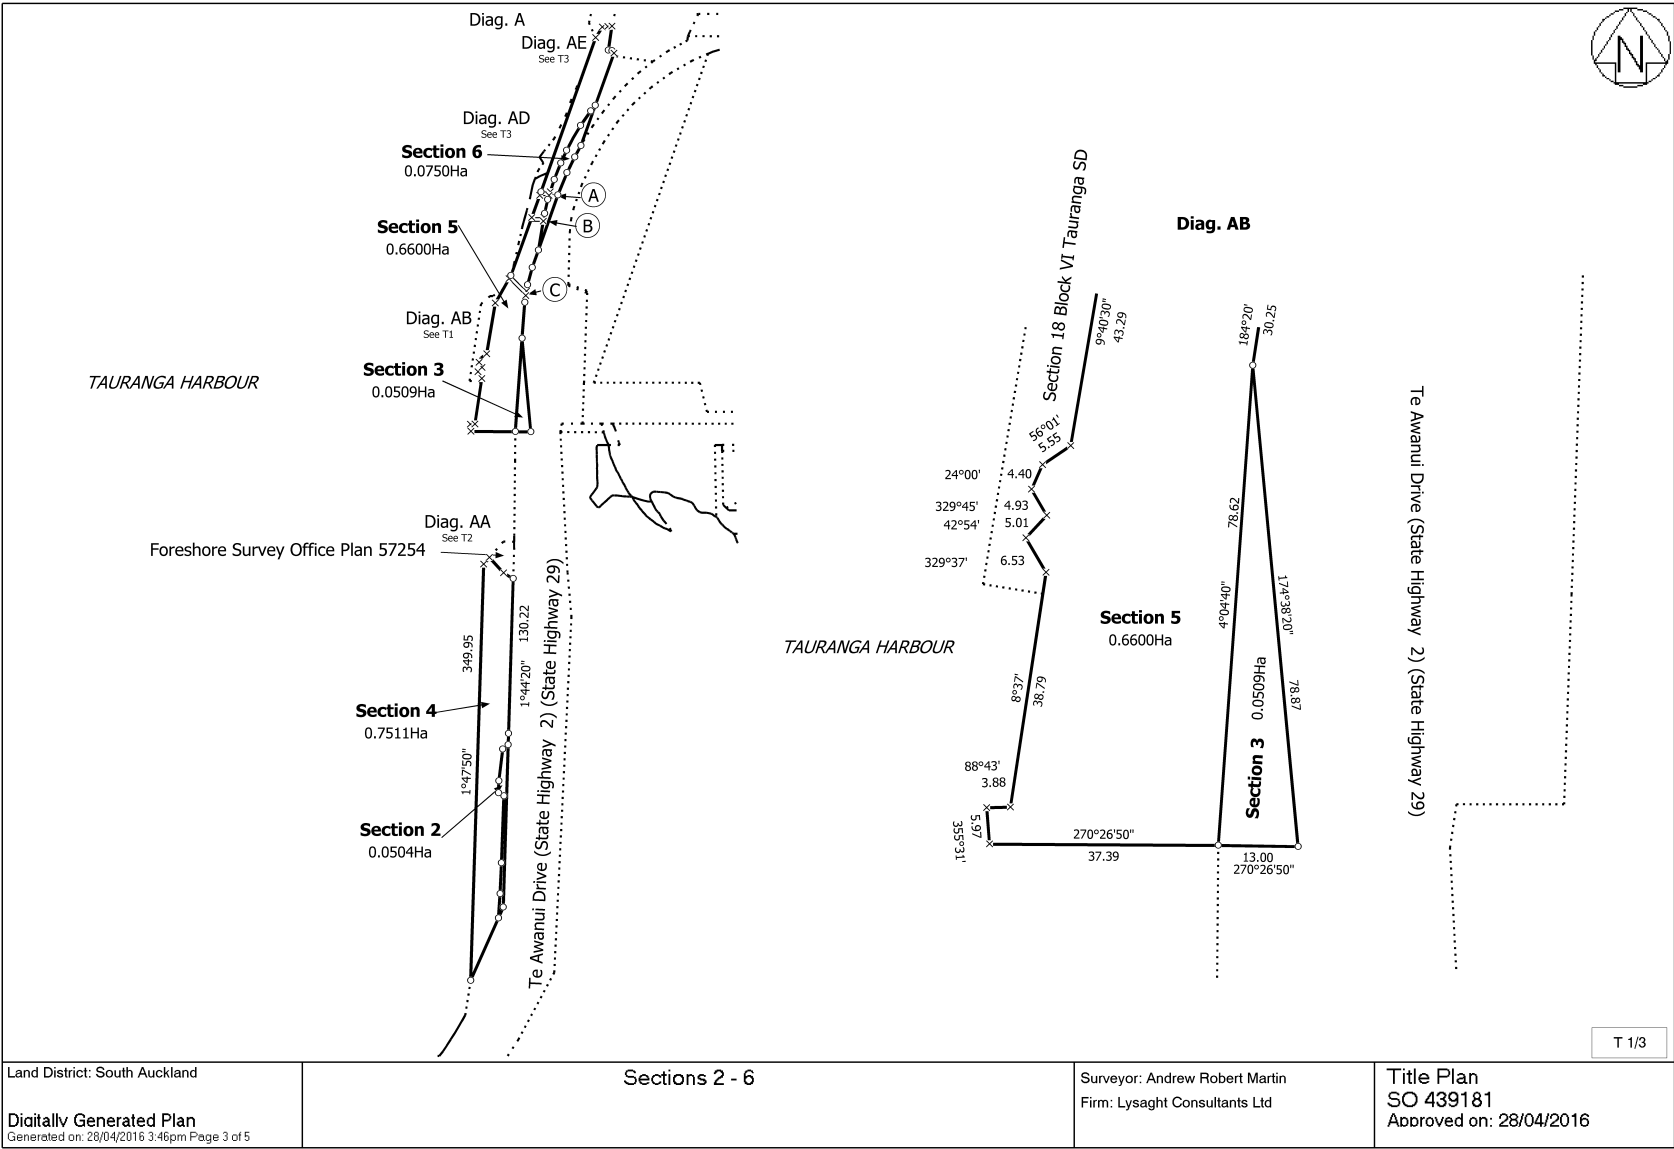 Diag. A
Diag. AE
See T3
Diag. AD
See T3
Section 6
0.0750Ha
A
B
Section 5
0.6600Ha
C
Diag. AB
See T1
Section 3
0.0509Ha
TAURANGA HARBOUR
Diag. AA
See T2
Foreshore Survey Office Plan 57254
349.95
1°47'50"
130.22
1°44'20"
Section 4
0.7511Ha
Section 2
0.0504Ha
Te Awanui Drive (State Highway 2) (State Highway 29)
N
Diag. AB
Section 18 Block VI Tauranga SD
9°40'30"
43.29
184°20'
30.25
56°01'
5.55
24°00'
4.40
329°45'
4.93
42°54'
5.01
329°37'
6.53
78.62
4°04'40"
174°38'20"
78.87
Section 5
0.6600Ha
TAURANGA HARBOUR
8°37'
38.79
Section 3
0.0509Ha
88°43'
3.88
5.97
355°31'
270°26'50"
37.39
13.00
270°26'50"
Te Awanui Drive (State Highway 2) (State Highway 29)
T 1/3
Land District: South Auckland
Digitally Generated Plan
Generated on: 28/04/2016 3:46pm Page 3 of 5
Sections 2 - 6
Surveyor: Andrew Robert Martin
Firm: Lysaght Consultants Ltd
Title Plan
SO 439181
Approved on: 28/04/2016